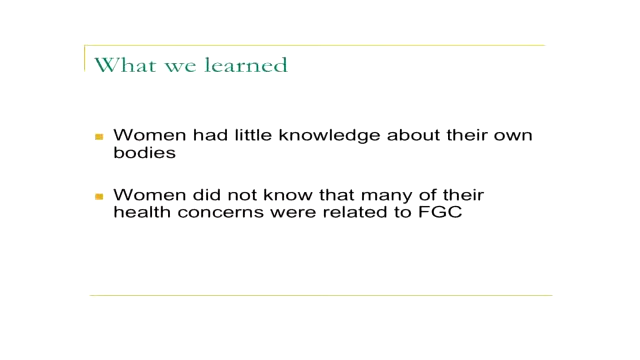 What we learned
Women had little knowledge about their own
bodies
Women did not know that many of their
health concerns were related to FGC